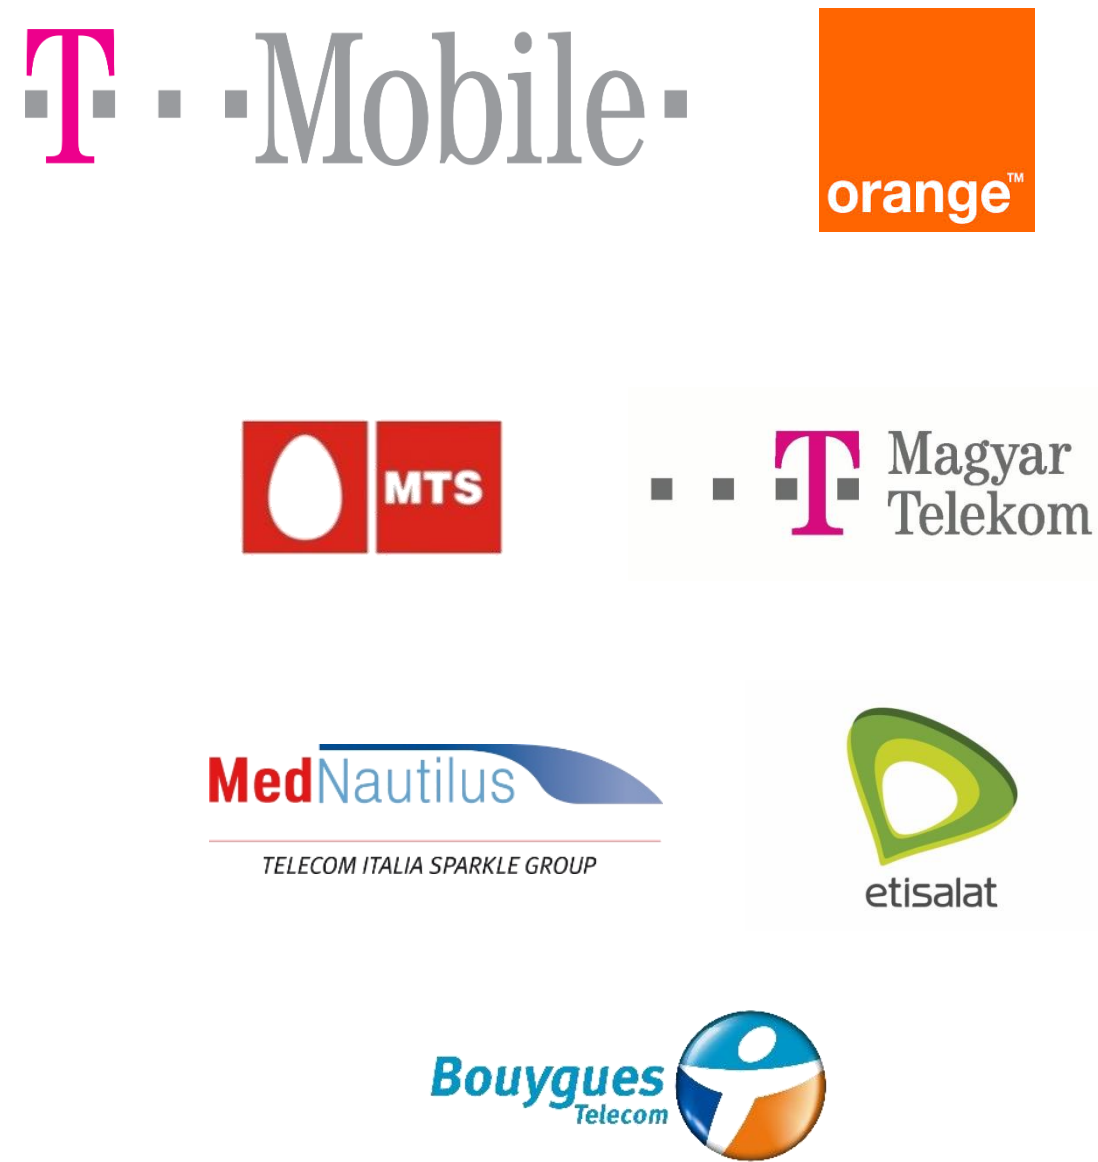 T Mobile
orange™
MTS
T Magyar
Telekom
MedNautilus
TELECOM ITALIA SPARKLE GROUP
etisalat
Bouygues
Telecom